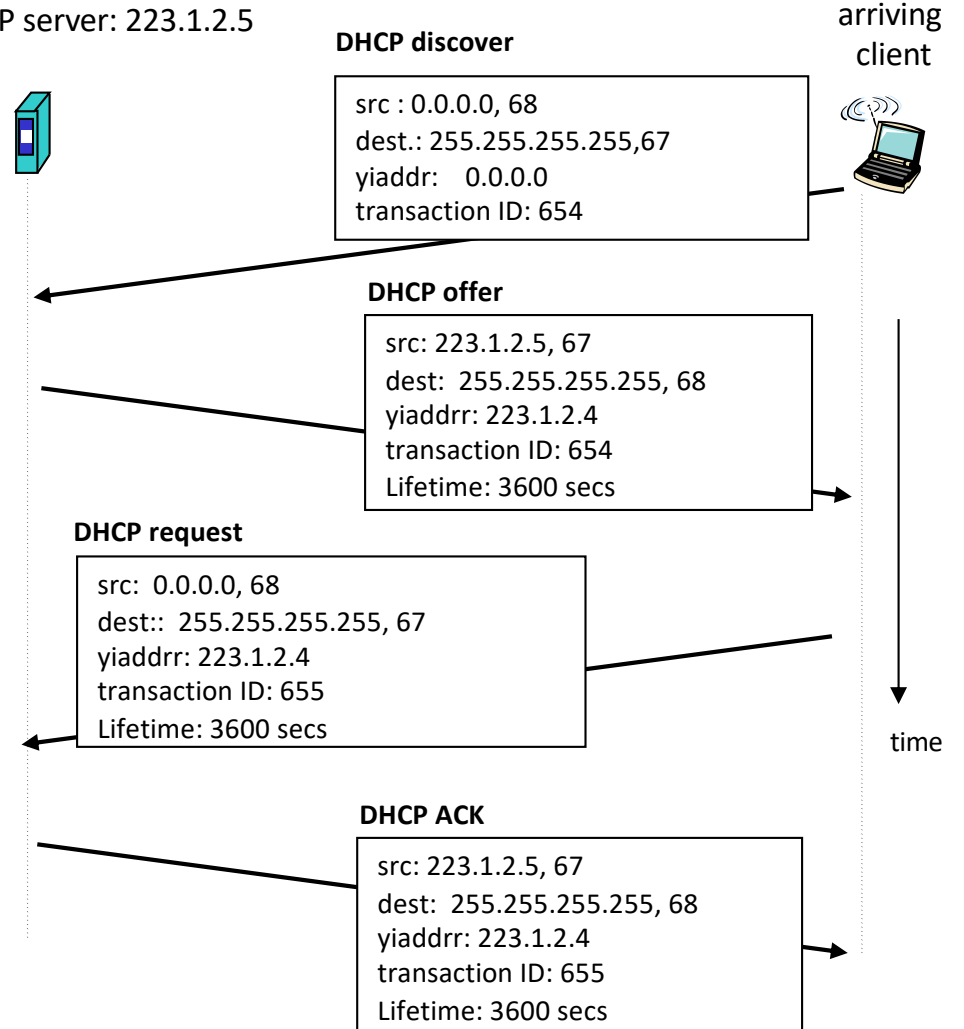 P server: 223.1.2.5
arriving
client
DHCP discover
src : 0.0.0.0, 68
dest.: 255.255.255.255,67
yiaddr: 0.0.0.0
transaction ID: 654
DHCP offer
src: 223.1.2.5, 67
dest: 255.255.255.255, 68
yiaddrr: 223.1.2.4
transaction ID: 654
Lifetime: 3600 secs
DHCP request
src: 0.0.0.0, 68
dest:: 255.255.255.255, 67
yiaddrr: 223.1.2.4
transaction ID: 655
Lifetime: 3600 secs
time
DHCP ACK
src: 223.1.2.5, 67
dest: 255.255.255.255, 68
yiaddrr: 223.1.2.4
transaction ID: 655
Lifetime: 3600 secs